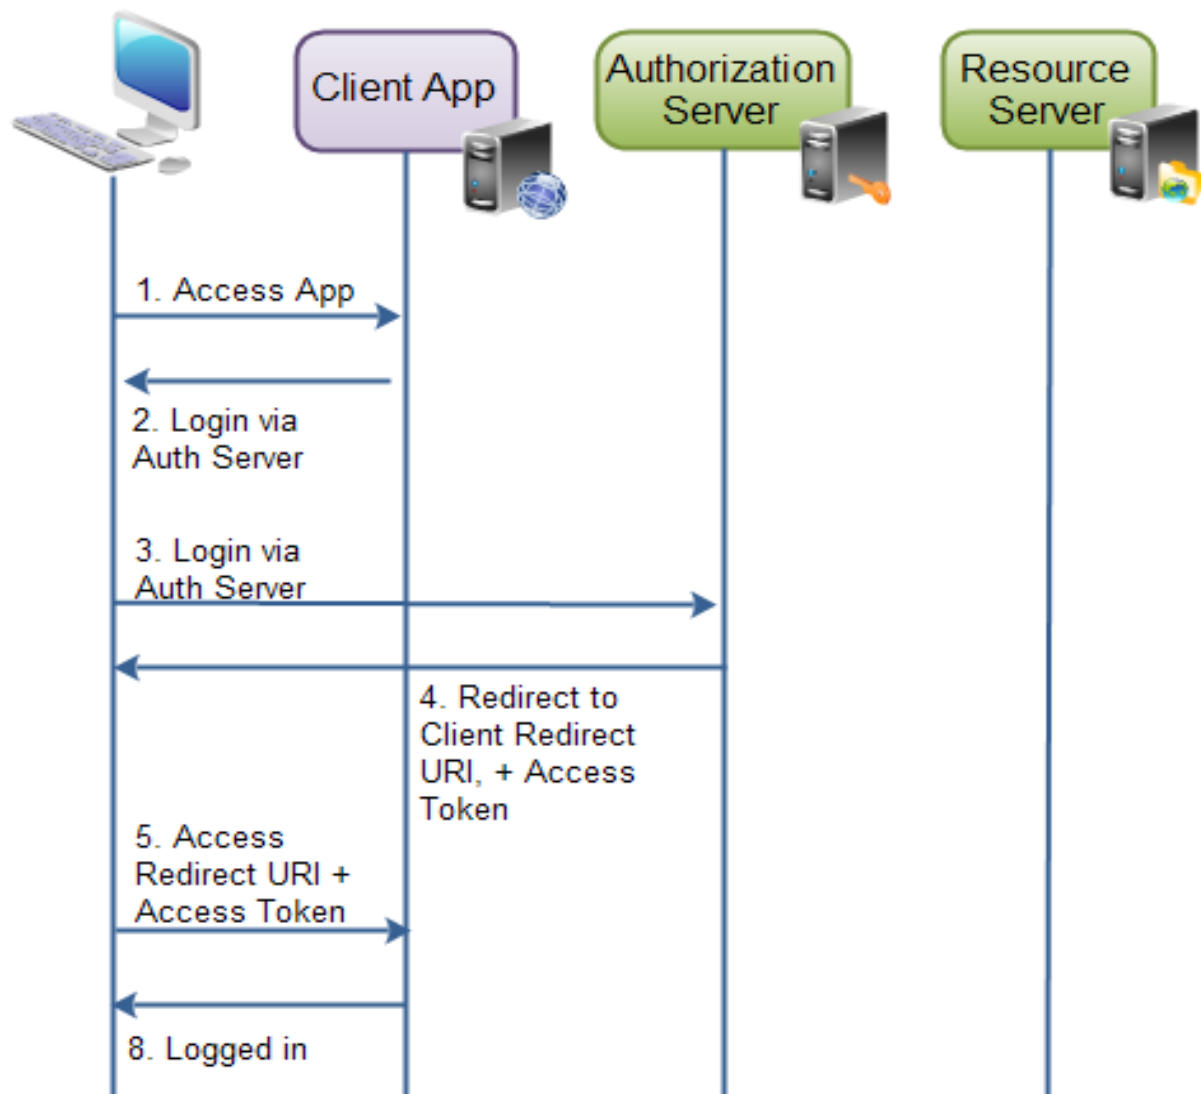 Client App
Authorization
Server
Resource
Server
1. Access App
2. Login via
Auth Server
3. Login via
Auth Server
4. Redirect to
Client Redirect
URI, + Access
Token
5. Access
Redirect URI +
Access Token
8. Logged in